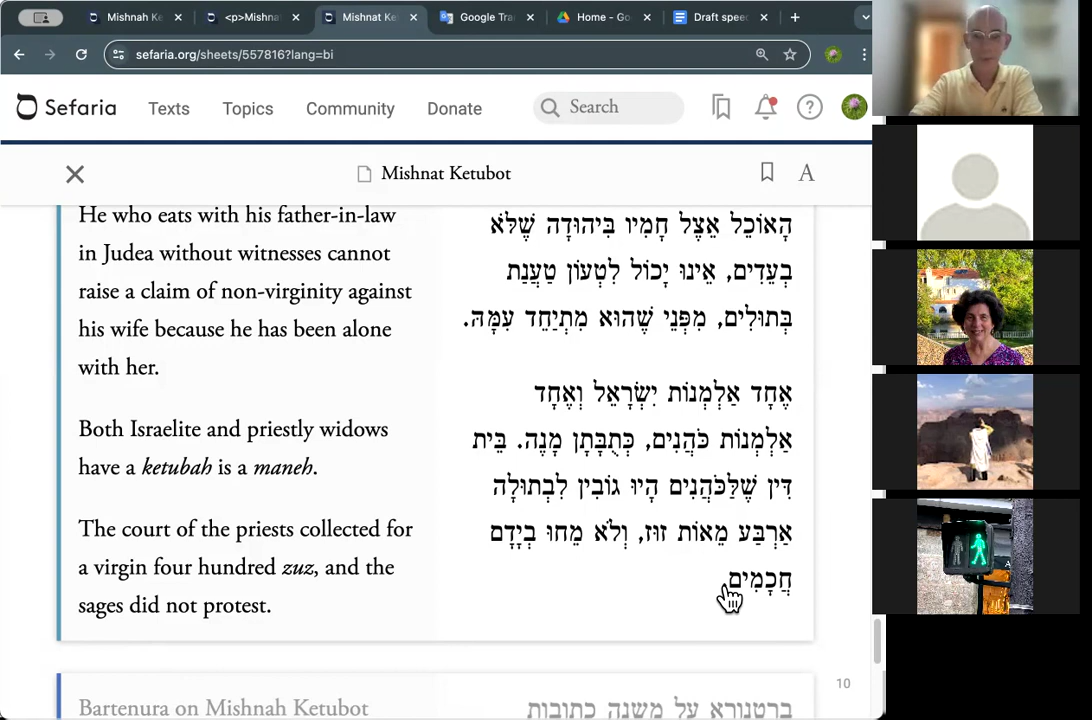 Mishnah K
<p>Mishna
Mishnat Ket
Google Tra
Home - Go
Draft spee
sefaria.org/sheets/557816?lang=bi
Sefaria
Texts
Topics
Community
Donate
Search
Mishnat Ketubot
A
He who eats with his father-in-law
in Judea without witnesses cannot
raise a claim of non-virginity against
his wife because he has been alone
with her.
Both Israelite and priestly widows
have a ketubah is a maneh.
The court of the priests collected for
a virgin four hundred zuz, and the
sages did not protest.
הָאוֹכֵל אֵצֶל חָמִיו בִּיהוּדָה שֶׁלֹּא
בְעֵדִים, אֵינוֹ יָכוֹל לִטְעוֹן טַעֲנַת
בְּתוּלִים, מִפְּנֵי שֶׁהוּא מִתְיַחֵד עִמָּהּ.
אֶחָד אַלְמְנוֹת יִשְׂרָאֵל וְאֶחָד
אַלְמְנוֹת כֹּהֲנִים, כְּתֻבָּתָן מָנֶה. בֵּית
דִּין שֶׁלַּכֹּהֲנִים הָיוּ גוֹבִין לִבְתוּלָה
אַרְבַּע מֵאוֹת זוּז, וְלֹא מִחוּ בְיָדָם
חֲכָמִים
10
Bartenura on Mishnah Ketubot
ברטנורא על משנה כתובות